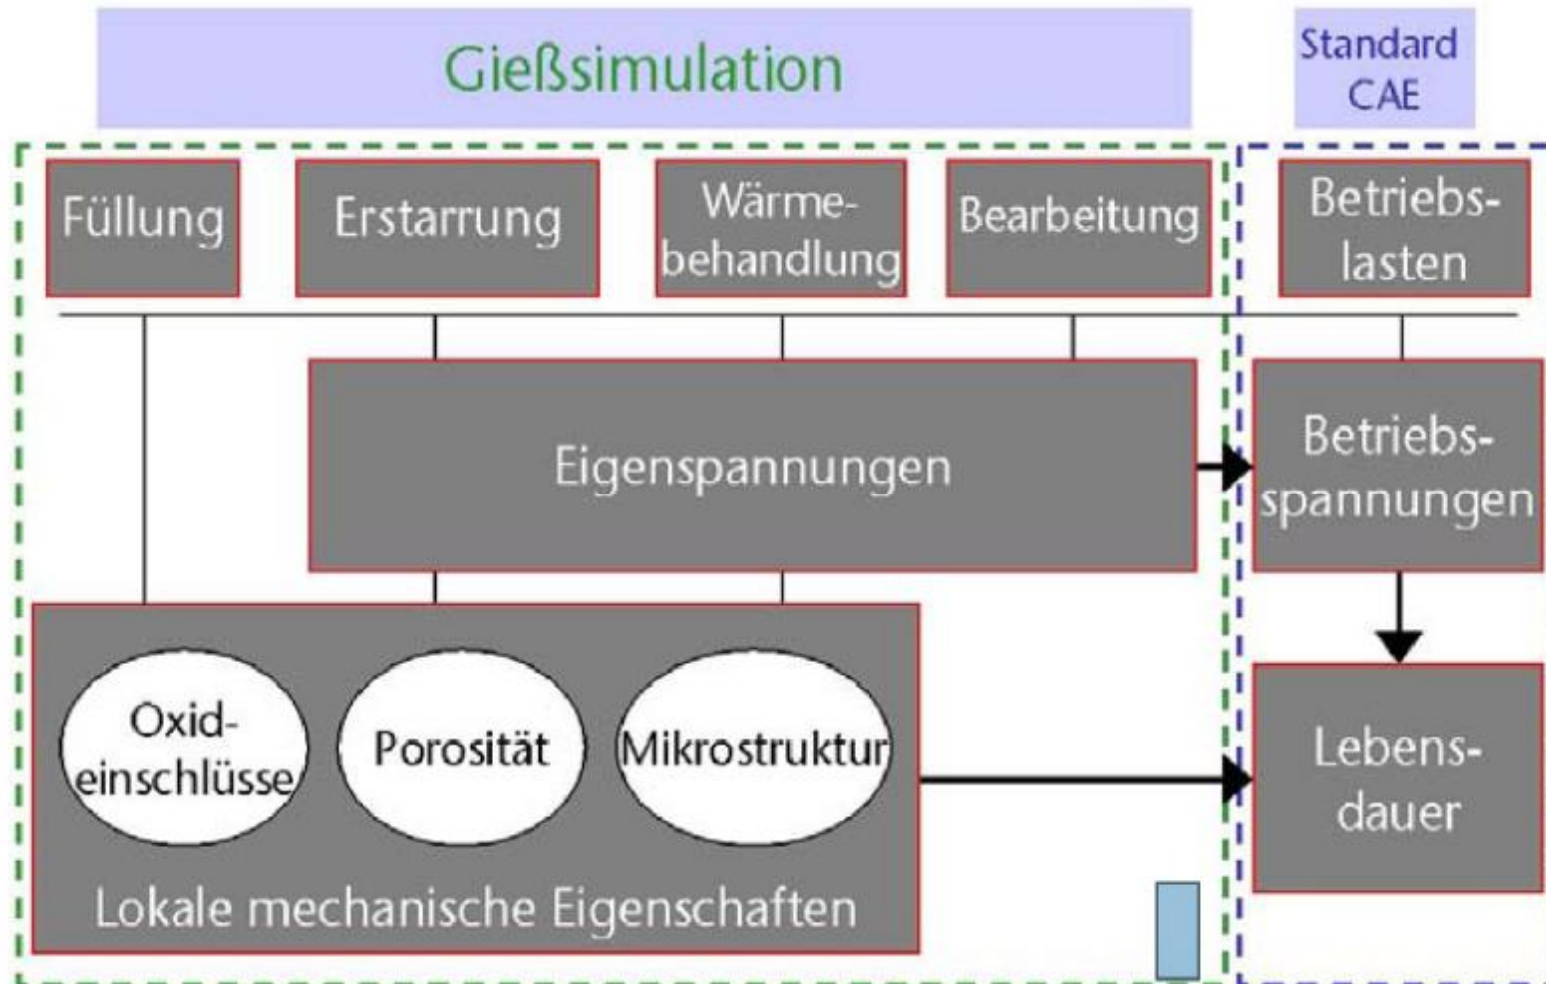 Gießsimulation
Standard
CAE
Füllung
Erstarrung
Wärme-
behandlung
Bearbeitung
Betriebs-
lasten
Eigenspannungen
Betriebs-
spannungen
Oxid-
einschlüsse
Porosität
Mikrostruktur
Lebens-
dauer
Lokale mechanische Eigenschaften